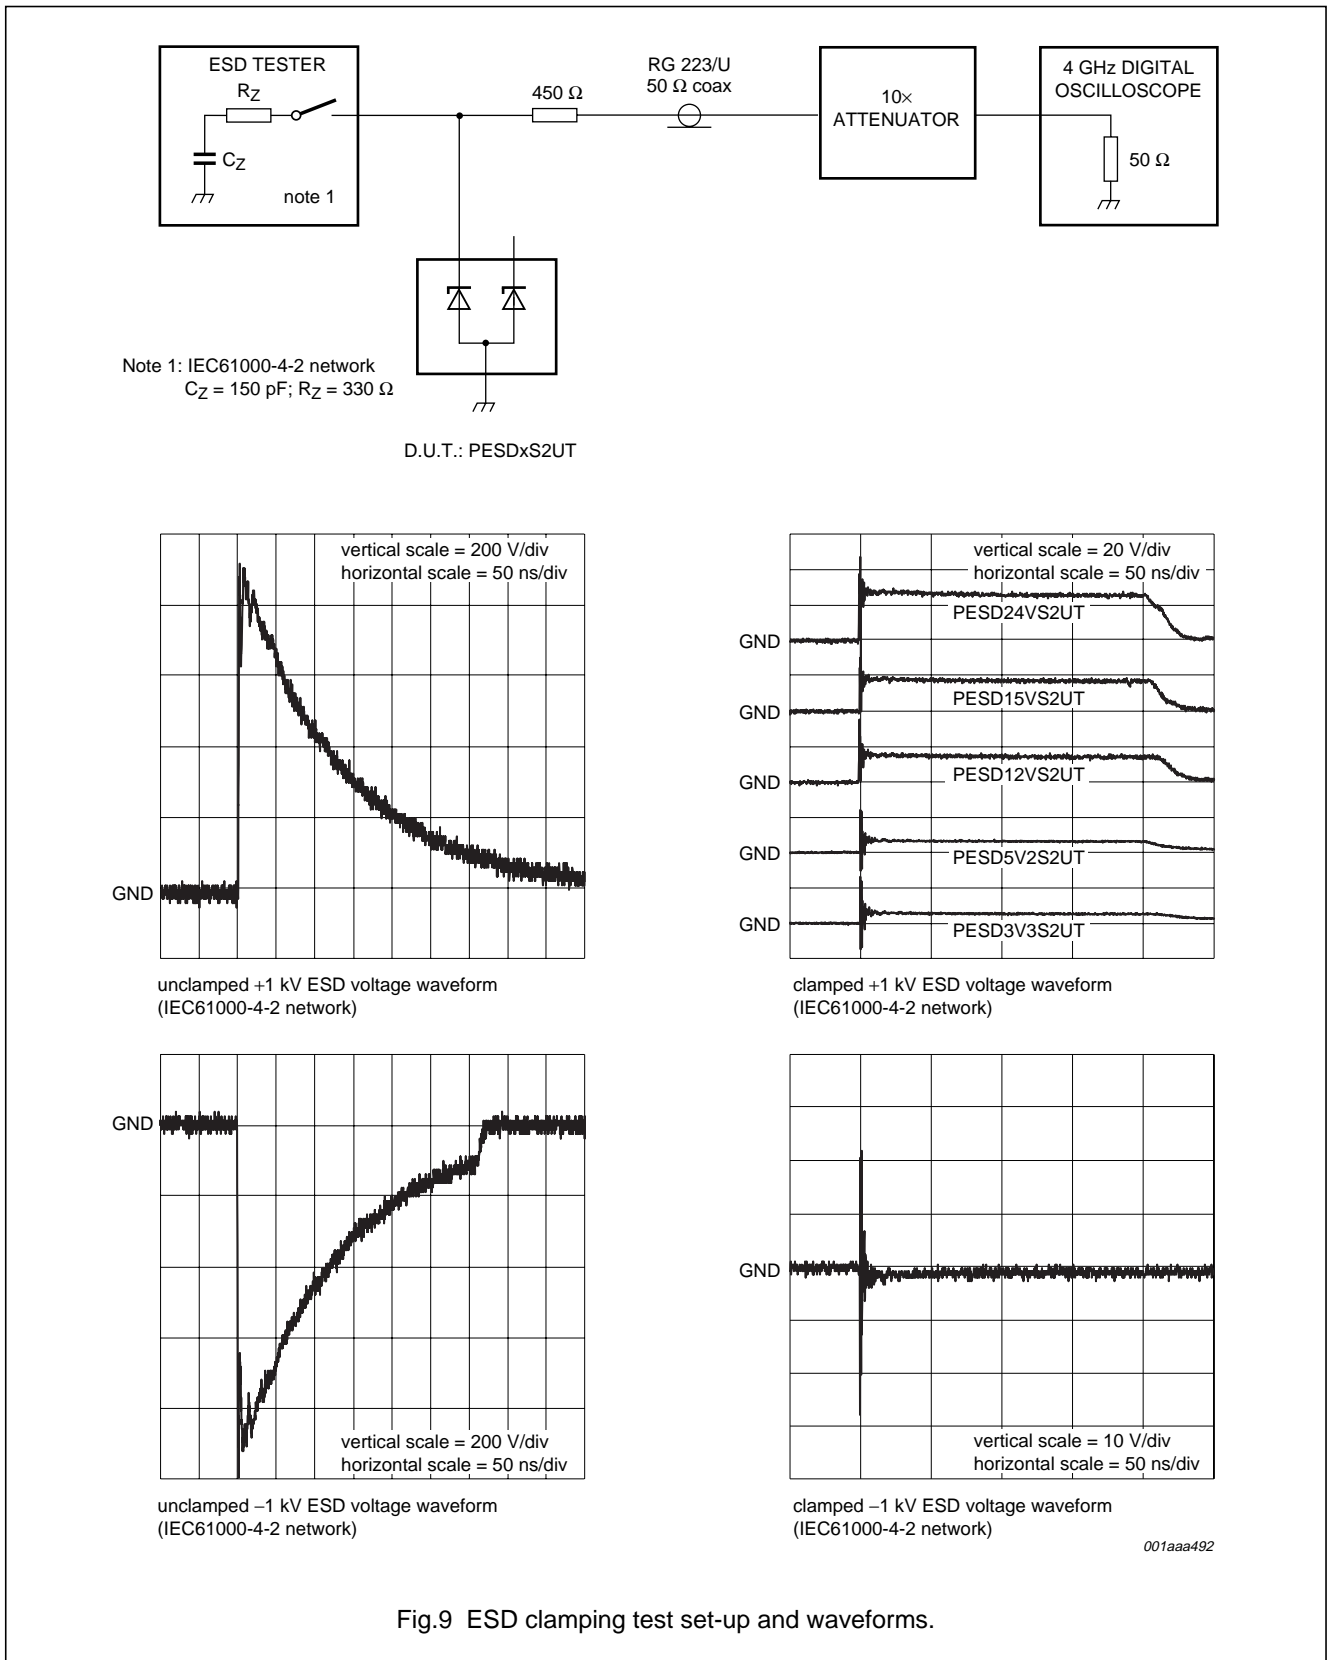 ESD TESTER
RZ
CZ
note 1
450 Ω
RG 223/U
50 Ω coax
10×
ATTENUATOR
4 GHz DIGITAL
OSCILLOSCOPE
50 Ω
Note 1: IEC61000-4-2 network
CZ = 150 pF; RZ = 330 Ω
D.U.T.: PESDxS2UT
vertical scale = 200 V/div
horizontal scale = 50 ns/div
GND
unclamped +1 kV ESD voltage waveform
(IEC61000-4-2 network)
vertical scale = 20 V/div
horizontal scale = 50 ns/div
PESD24VS2UT
GND
PESD15VS2UT
GND
PESD12VS2UT
GND
GND
PESD5V2S2UT
GND
PESD3V3S2UT
clamped +1 kV ESD voltage waveform
(IEC61000-4-2 network)
GND
vertical scale = 200 V/div
horizontal scale = 50 ns/div
unclamped −1 kV ESD voltage waveform
(IEC61000-4-2 network)
GND
vertical scale = 10 V/div
horizontal scale = 50 ns/div
clamped −1 kV ESD voltage waveform
(IEC61000-4-2 network)
001aaa492
Fig.9 ESD clamping test set-up and waveforms.